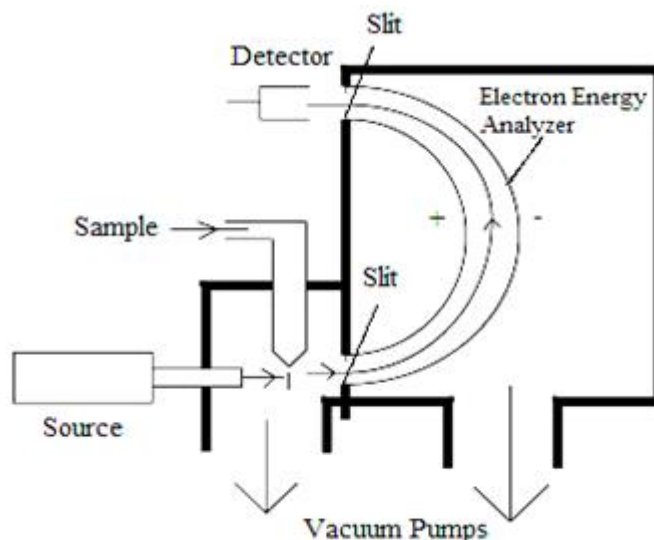 Slit
Detector
Electron Energy
Analyzer
+ -
Sample
Slit
Source
Vacuum Pumps